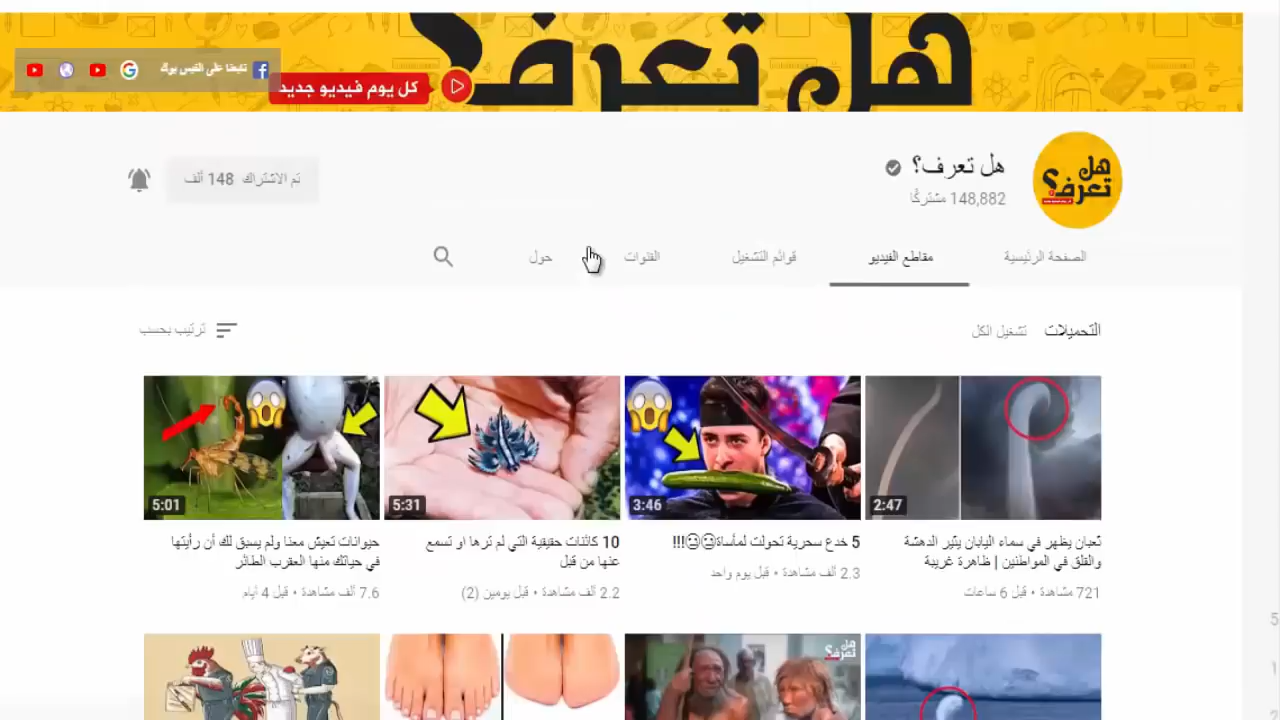 هل تعرف؟
تابعنا على الفيس بوك
كل يوم فيديو جديد
هل تعرف؟
هل تعرف؟
148,882 مشتركًا
تم الاشتراك 148 ألف
الصفحة الرئيسية
مقاطع الفيديو
قوائم التشغيل
القنوات
حول
التحميلات
تشغيل الكل
ترتيب بحسب
2:47
3:46
5:31
5:01
ثعبان يظهر في سماء اليابان يثير الدهشة
والقلق في المواطنين | ظاهرة غريبة
721 مشاهدة • قبل 6 ساعات
5 خدع سحرية تحولت لمأساة😢😢!!!
2.3 ألف مشاهدة • قبل يوم واحد
10 كائنات حقيقية التي لم ترها او تسمع
عنها من قبل
2.2 ألف مشاهدة • قبل يومين (2)
حيوانات تعيش معنا ولم يسبق لك أن رأيتها
في حياتك منها العقرب الطائر
7.6 ألف مشاهدة • قبل 4 أيام
هل تعرف؟